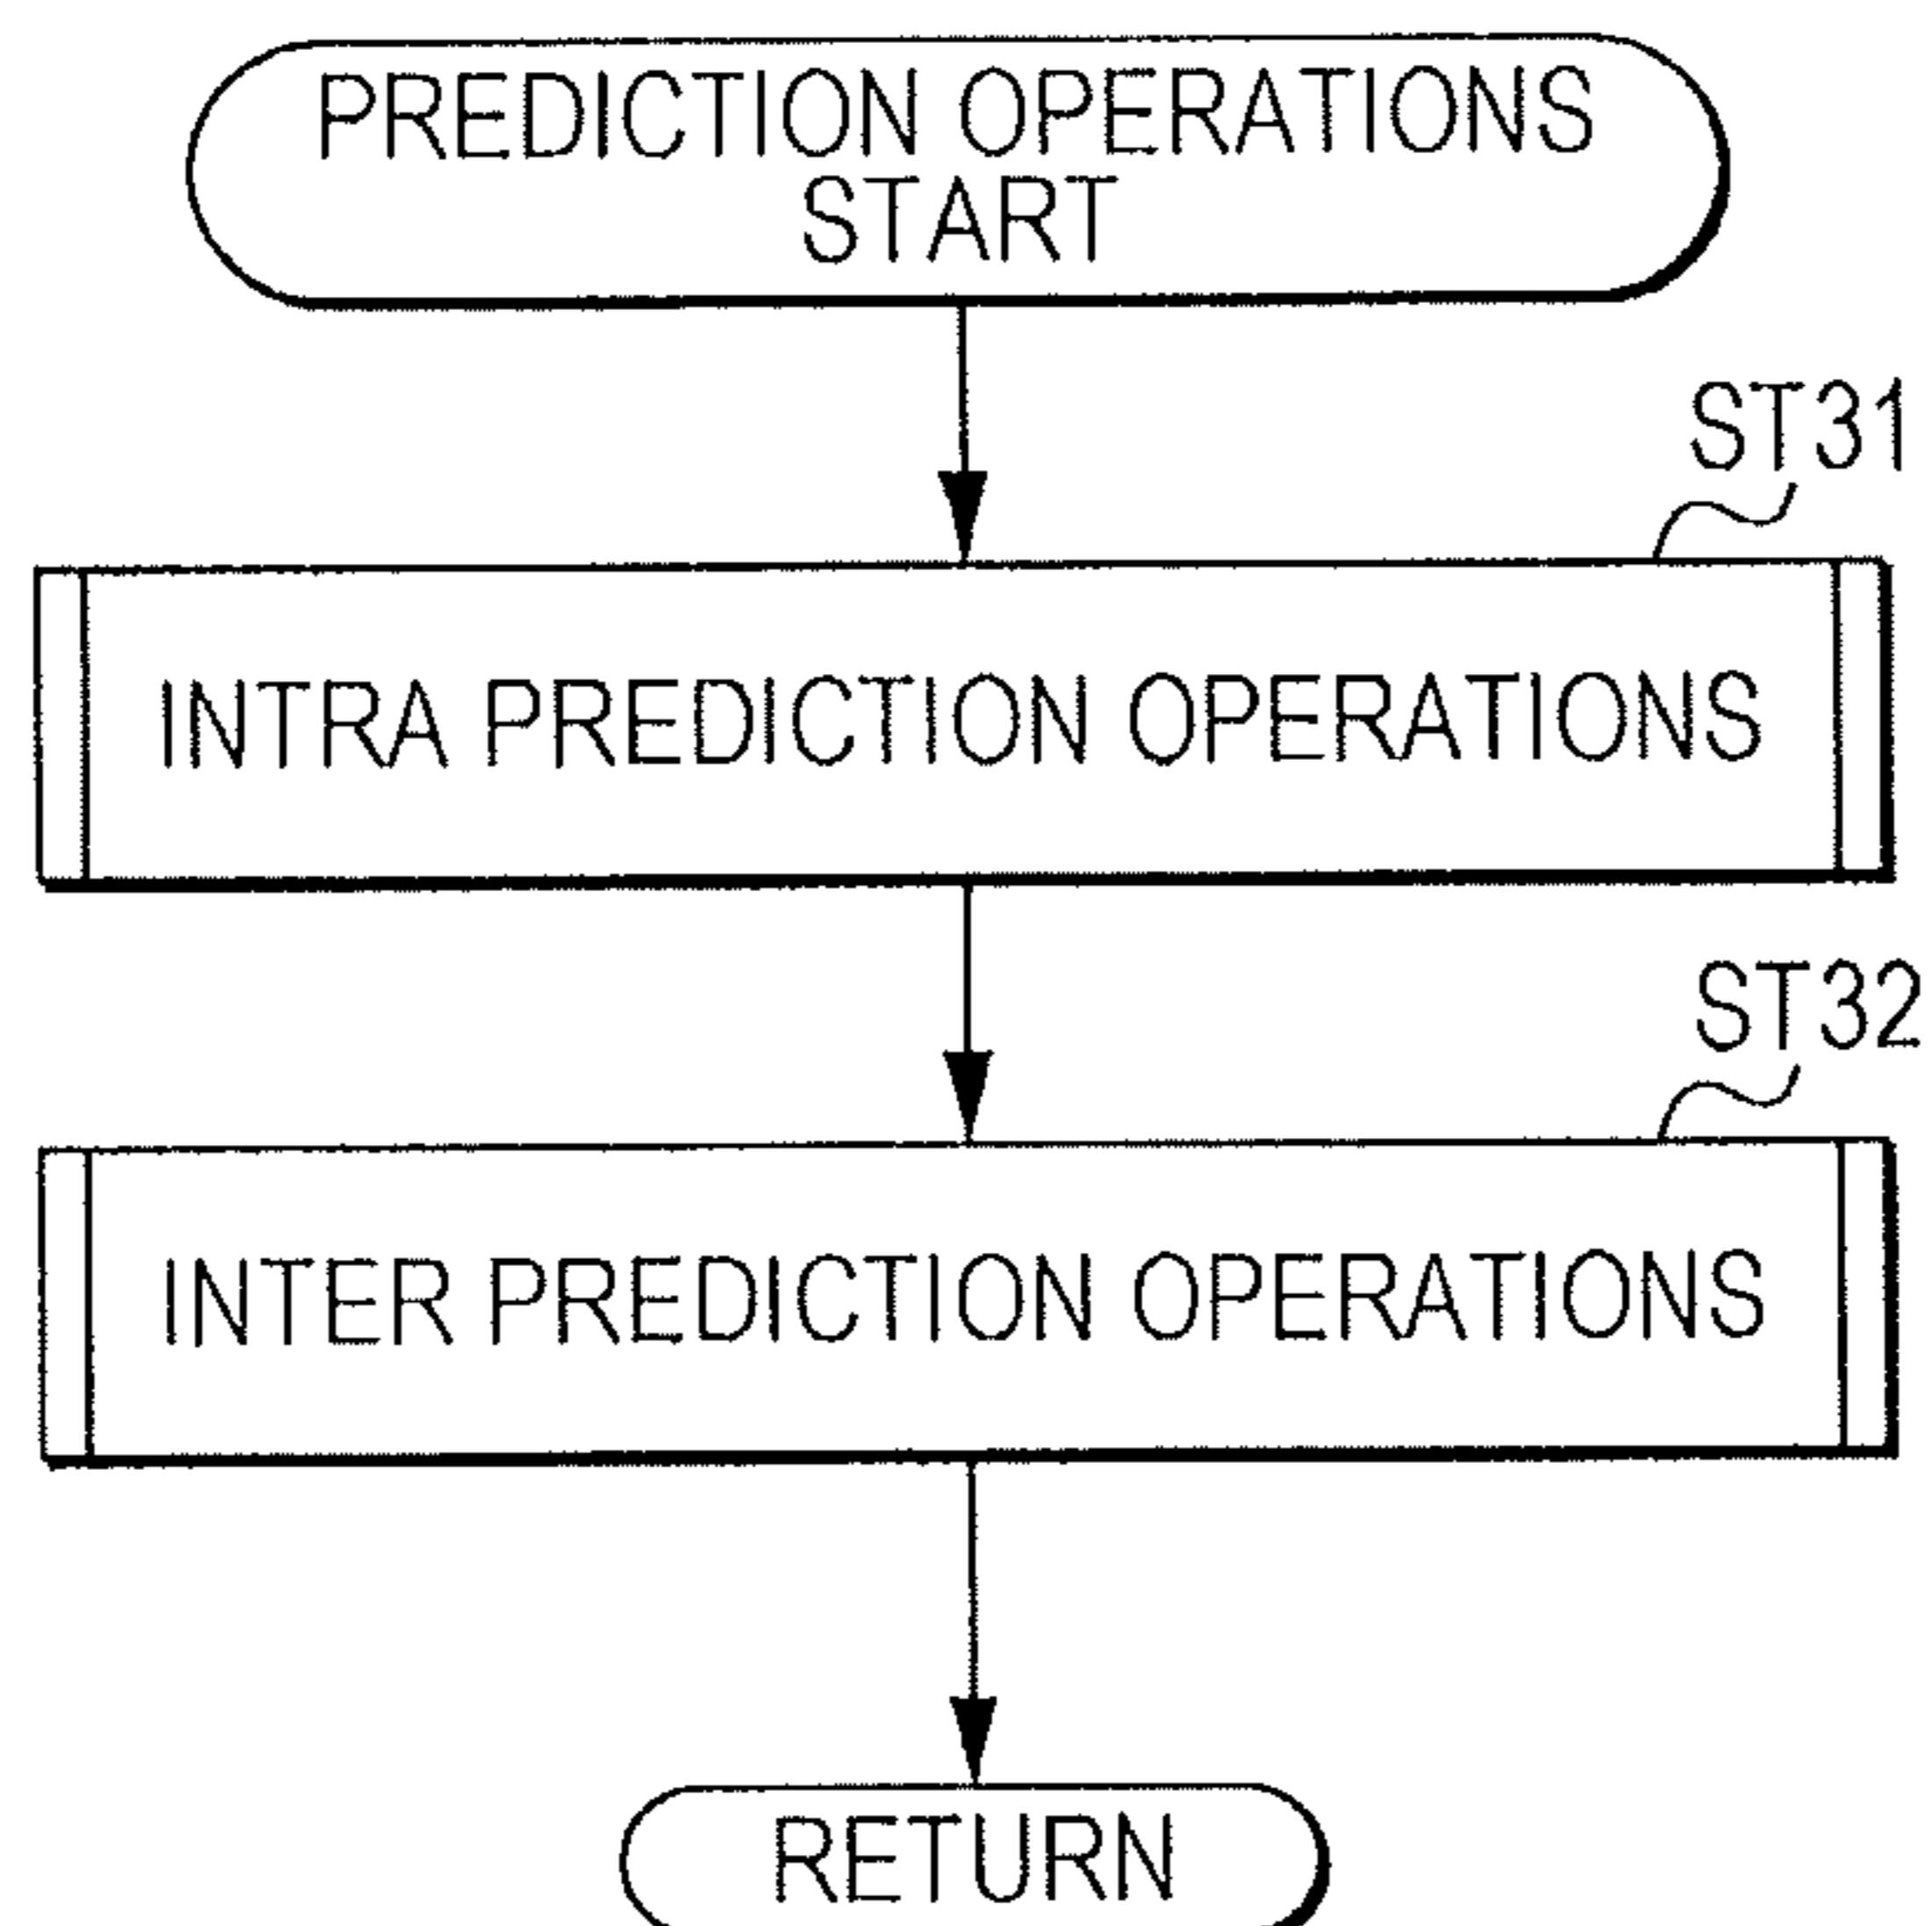 PREDICTION OPERATIONS
START
ST31
INTRA PREDICTION OPERATIONS
ST32
INTER PREDICTION OPERATIONS
RETURN